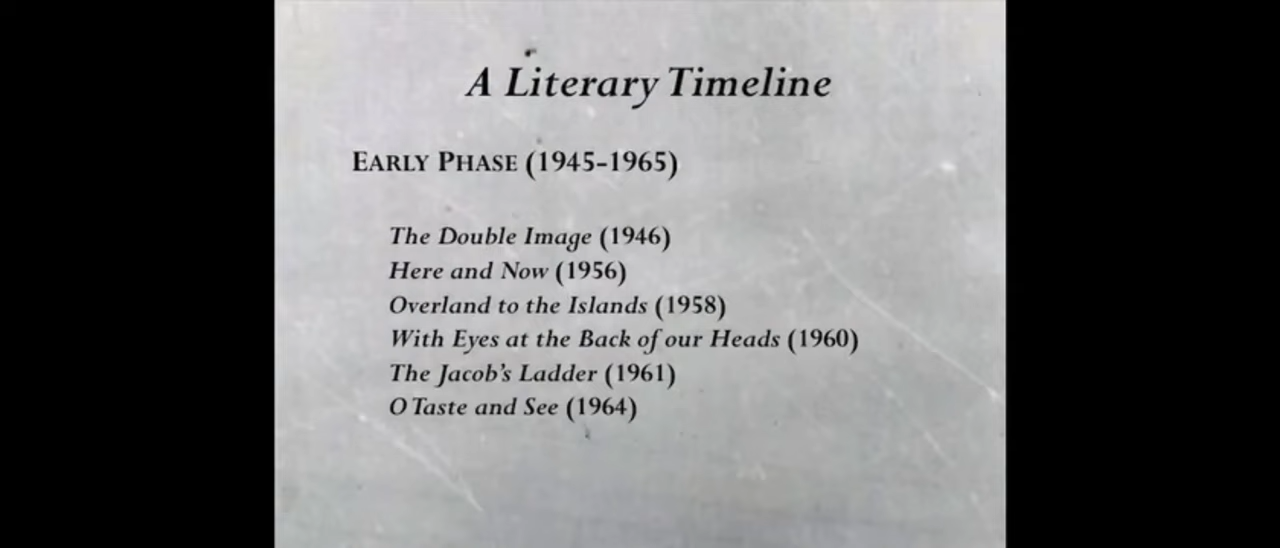 A Literary Timeline
EARLY PHASE (1945-1965)
The Double Image (1946)
Here and Now (1956)
Overland to the Islands (1958)
With Eyes at the Back of our Heads (1960)
The Jacob's Ladder (1961)
O Taste and See (1964)